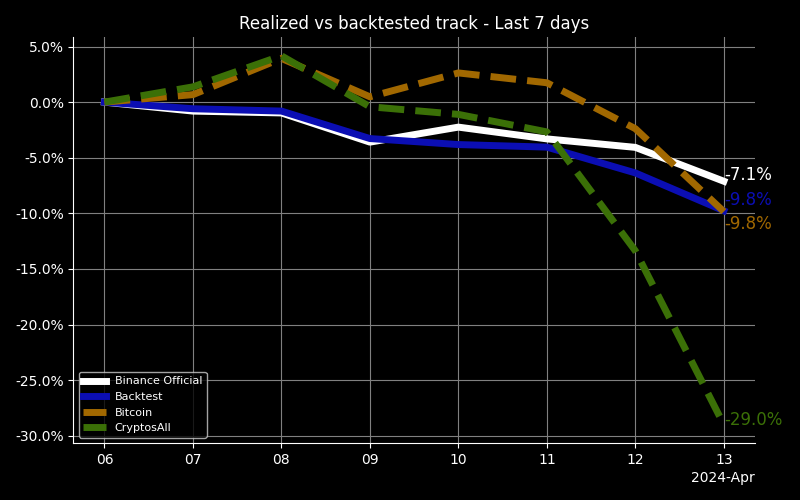 Realized vs backtested track - Last 7 days
5.0%
0.0%
-5.0%
-10.0%
-15.0%
-20.0%
-25.0%
-30.0%
-7.1%
-9.8%
-9.8%
-29.0%
Binance Official
Backtest
Bitcoin
CryptosAll
06 07 08 09 10 11 12 13
2024-Apr